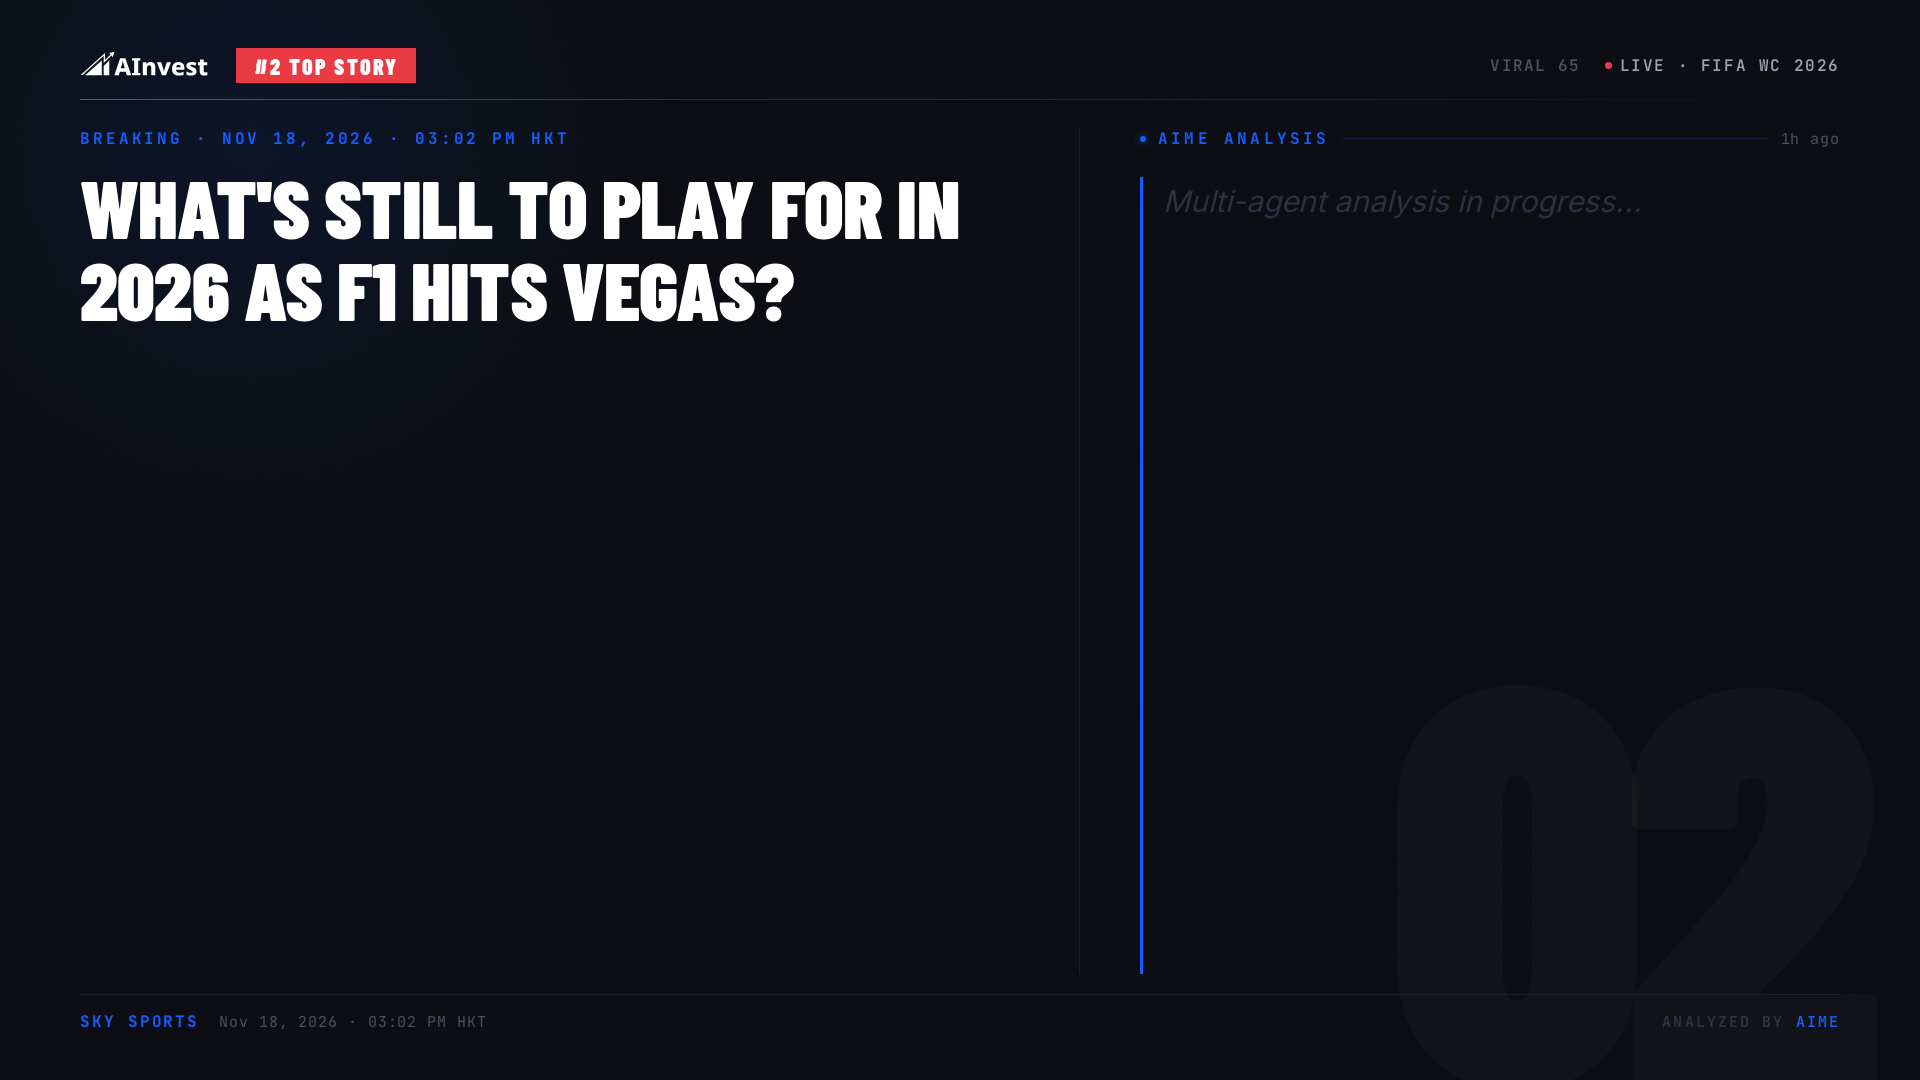 AInvest
#2 TOP STORY
VIRAL 65
LIVE · FIFA WC 2026
BREAKING · NOV 18, 2026 · 03:02 PM HKT
WHAT'S STILL TO PLAY FOR IN
2026 AS F1 HITS VEGAS?
AIME ANALYSIS
1h ago
Multi-agent analysis in progress...
02
SKY SPORTS
Nov 18, 2026 · 03:02 PM HKT
ANALYZED BY AIME